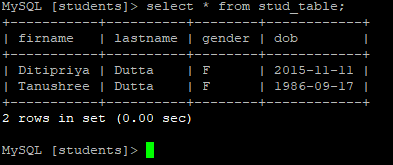 MySQL [students]> select * from stud_table;
+-----------+----------+--------+------------+
| firname | lastname | gender | dob |
+-----------+----------+--------+------------+
| Ditipriya | Dutta | F | 2015-11-11 |
| Tanushree | Dutta | F | 1986-09-17 |
+-----------+----------+--------+------------+
2 rows in set (0.00 sec)
MySQL [students]>